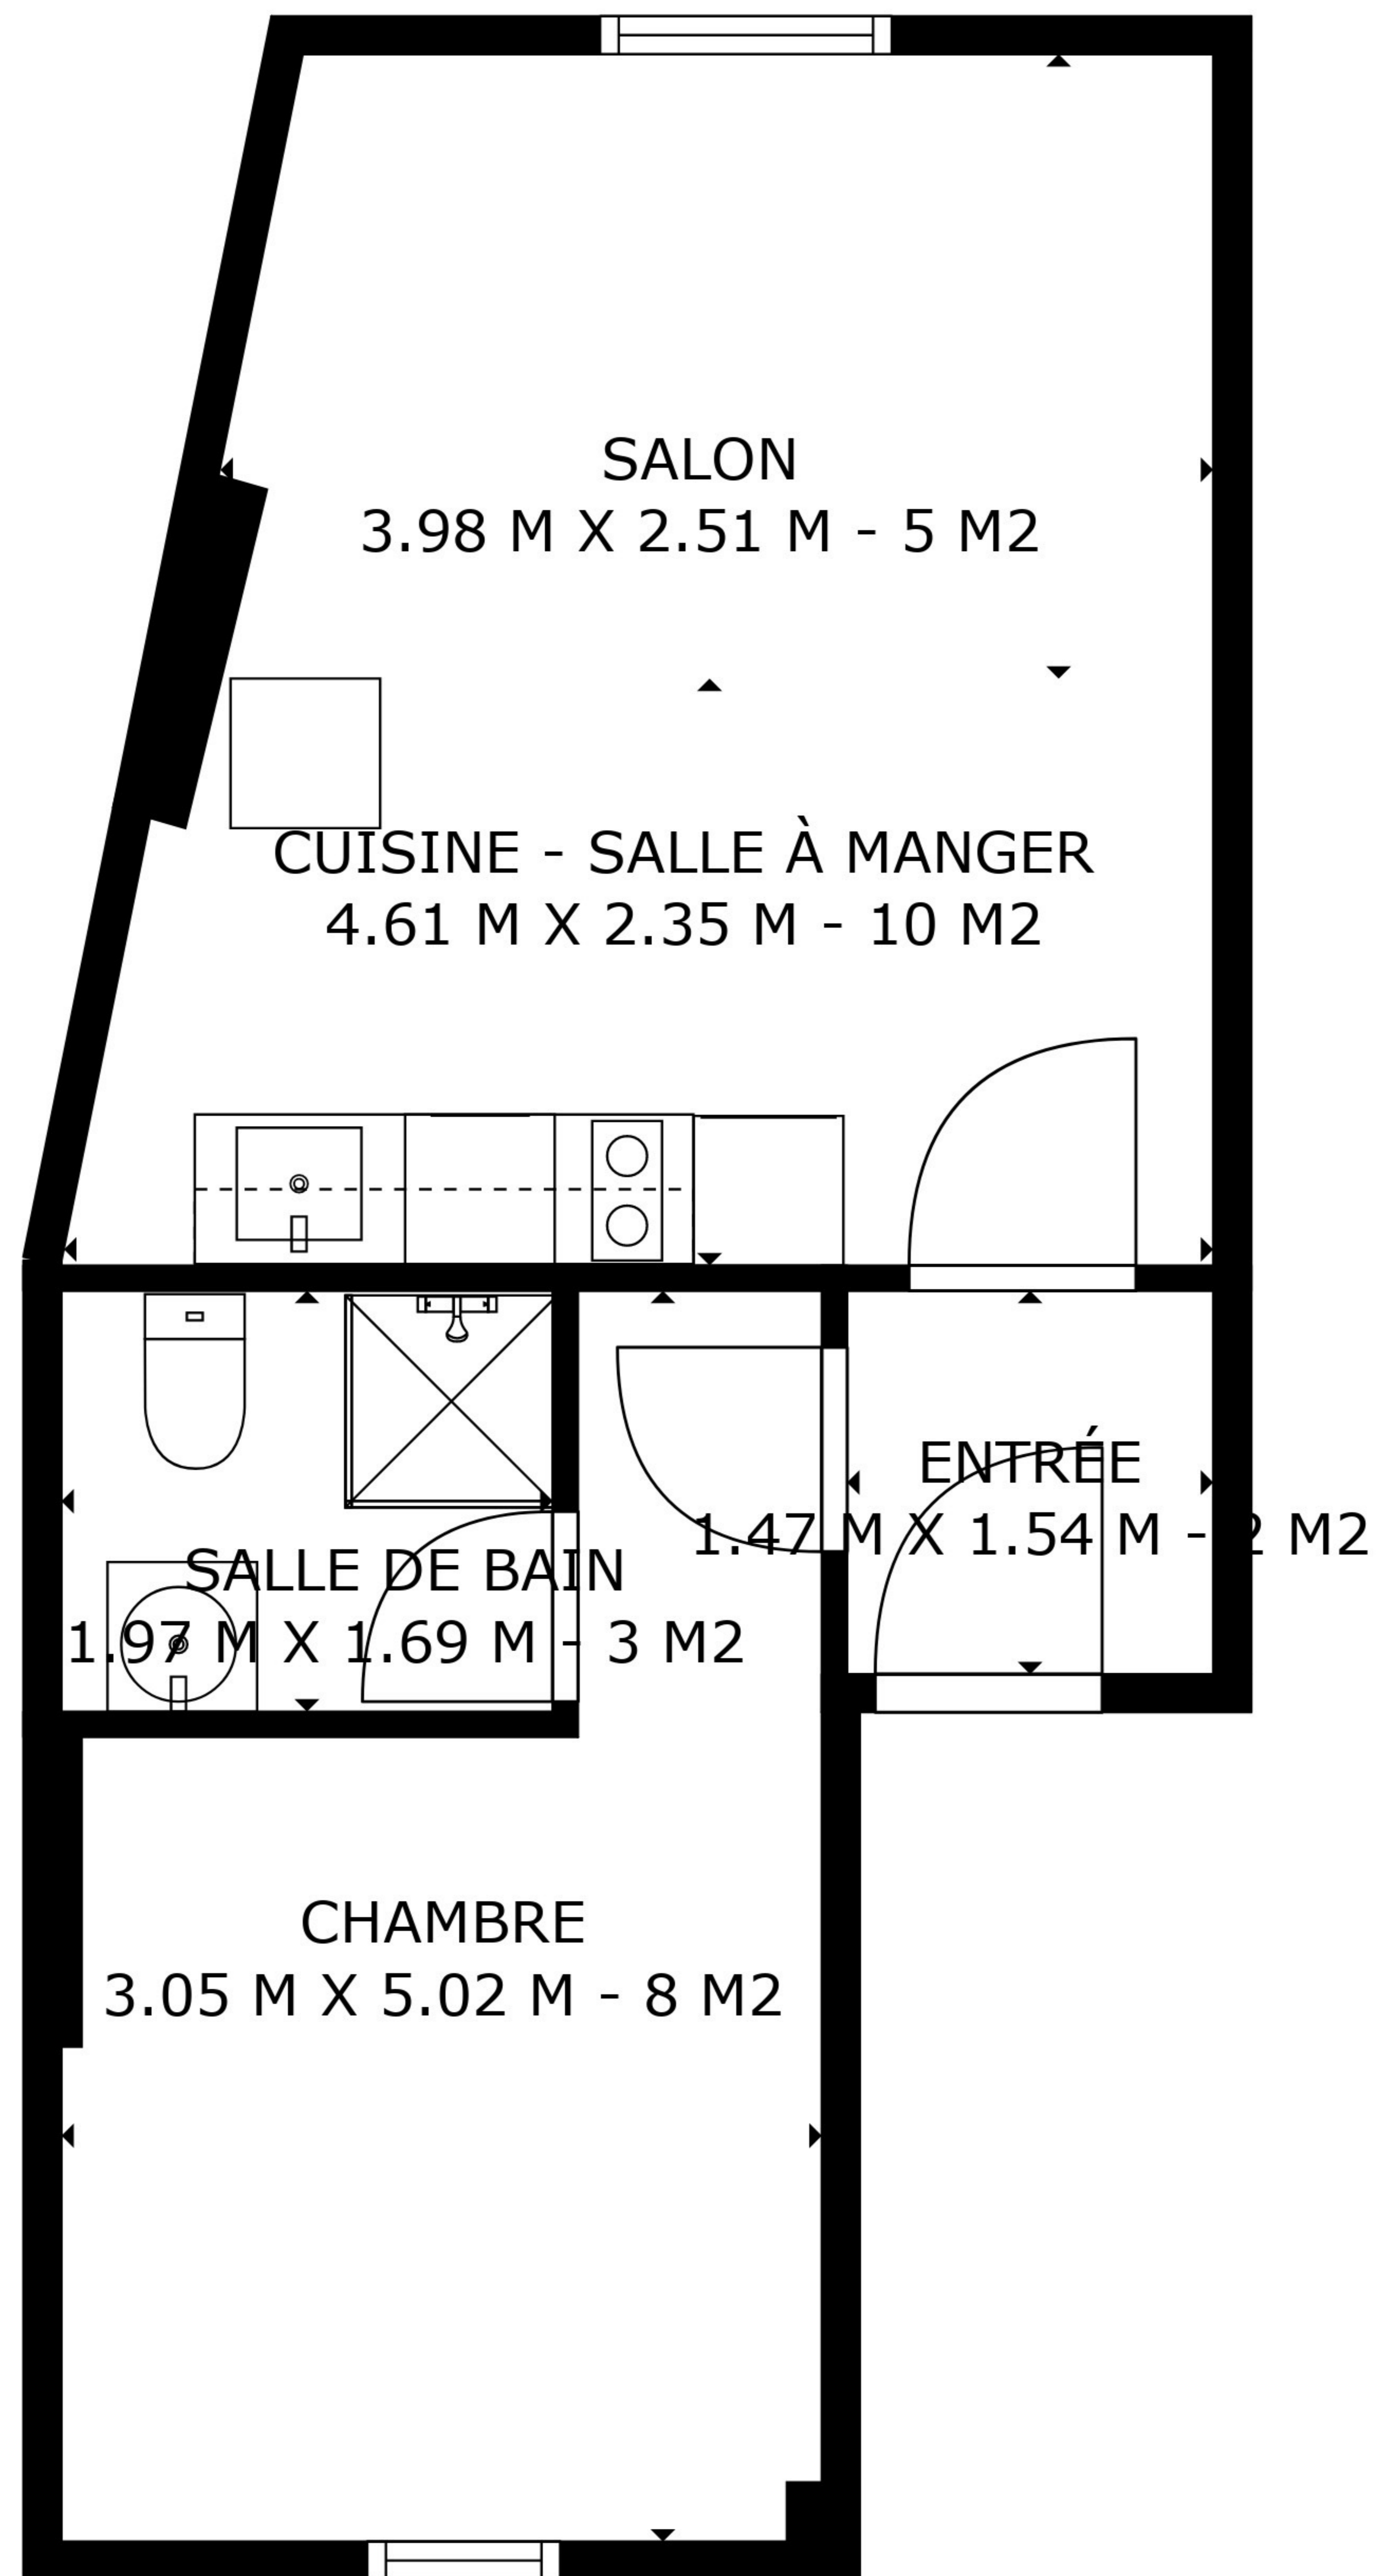 SALON
3.98 M X 2.51 M - 5 M2
CUISINE - SALLE À MANGER
4.61 M X 2.35 M - 10 M2
ENTRÉE
1.47 M X 1.54 M - 2 M2
SALLE DE BAIN
1.97 M X 1.69 M - 3 M2
CHAMBRE
3.05 M X 5.02 M - 8 M2